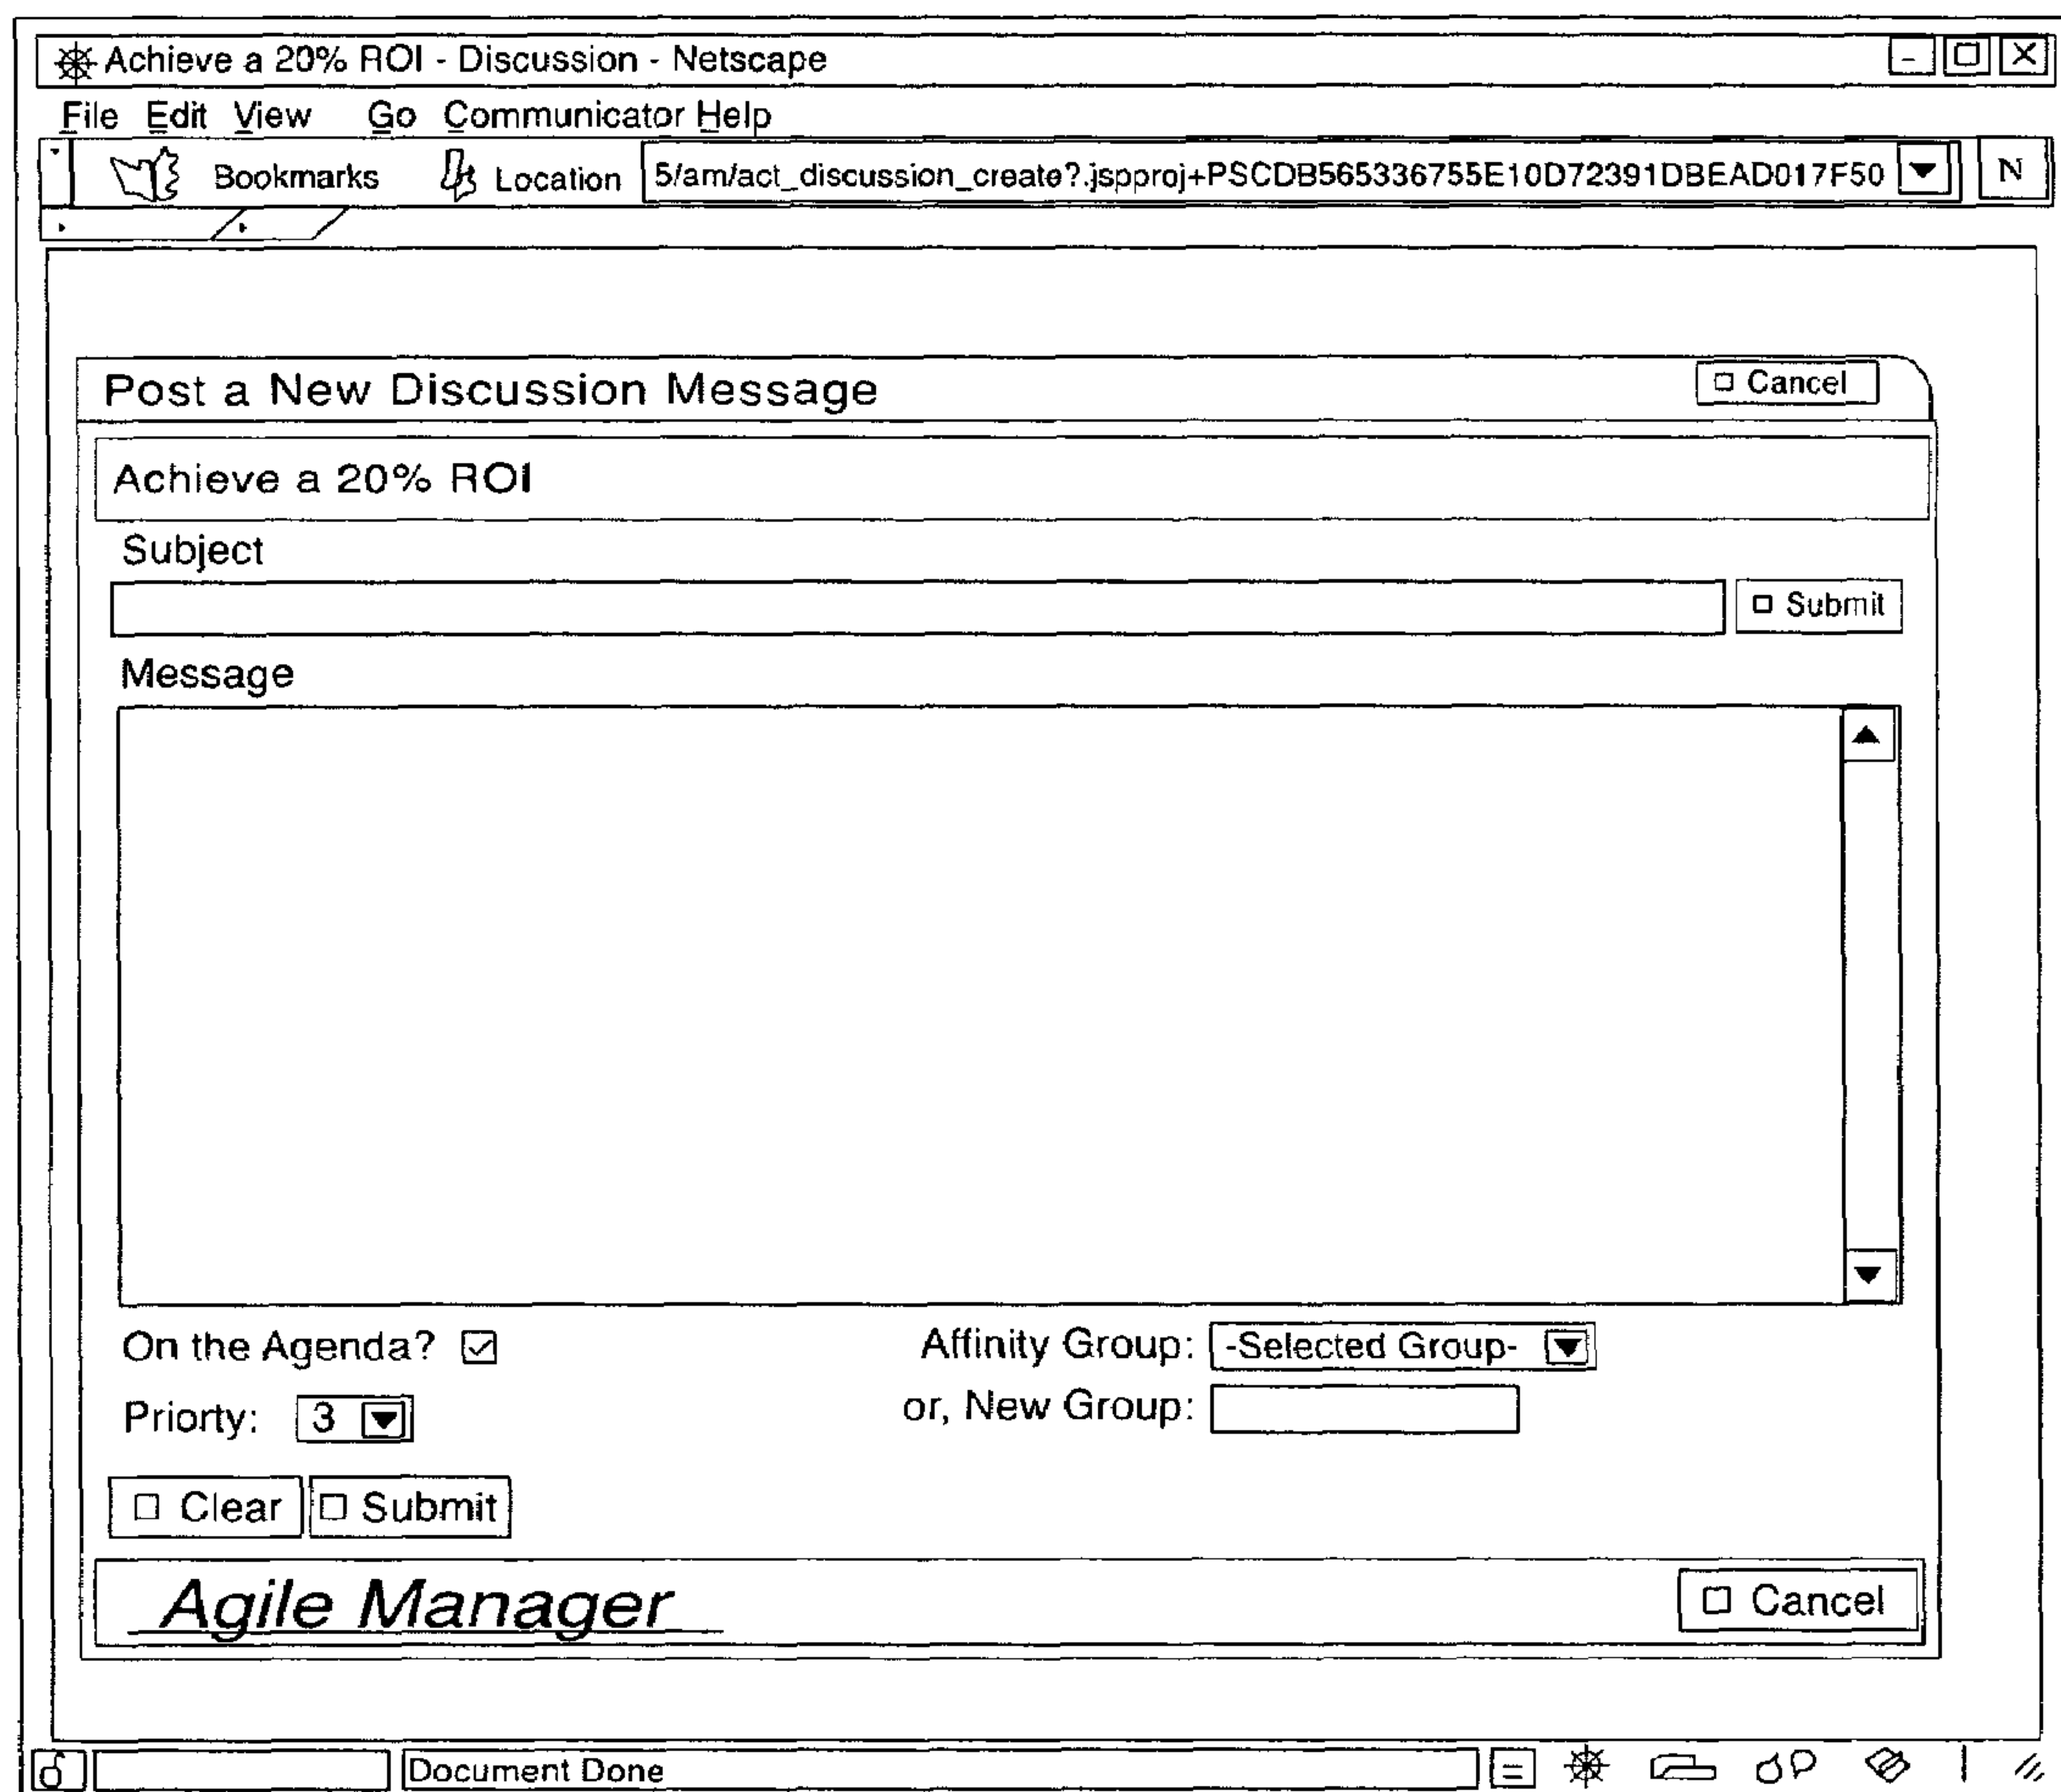 Achieve a 20% ROI - Discussion - Netscape
File Edit View Go Communicator Help
Bookmarks Location 5/am/act_discussion_create?.jspproj+PSCDB565336755E10D72391DBEAD017F50 N
Post a New Discussion Message Cancel
Achieve a 20% ROI
Subject
Submit
Message
On the Agenda? Affinity Group: -Selected Group-
Priorty: 3 or, New Group:
Clear Submit
Agile Manager Cancel
Document Done